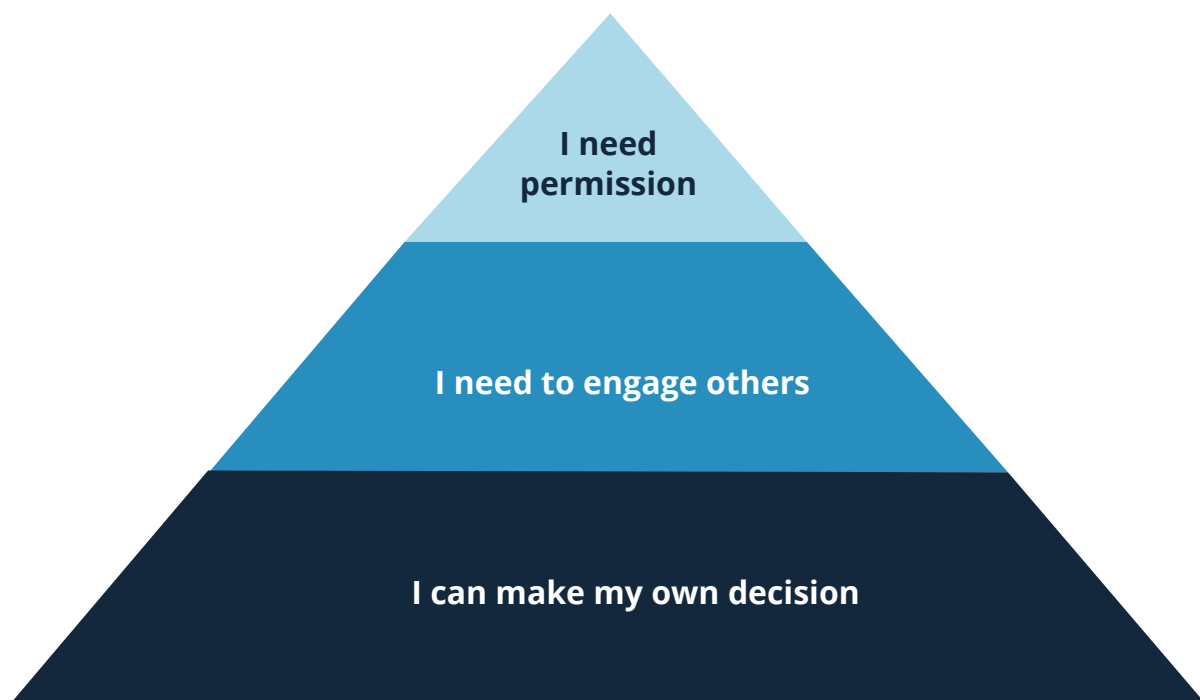 I need
permission
I need to engage others
I can make my own decision